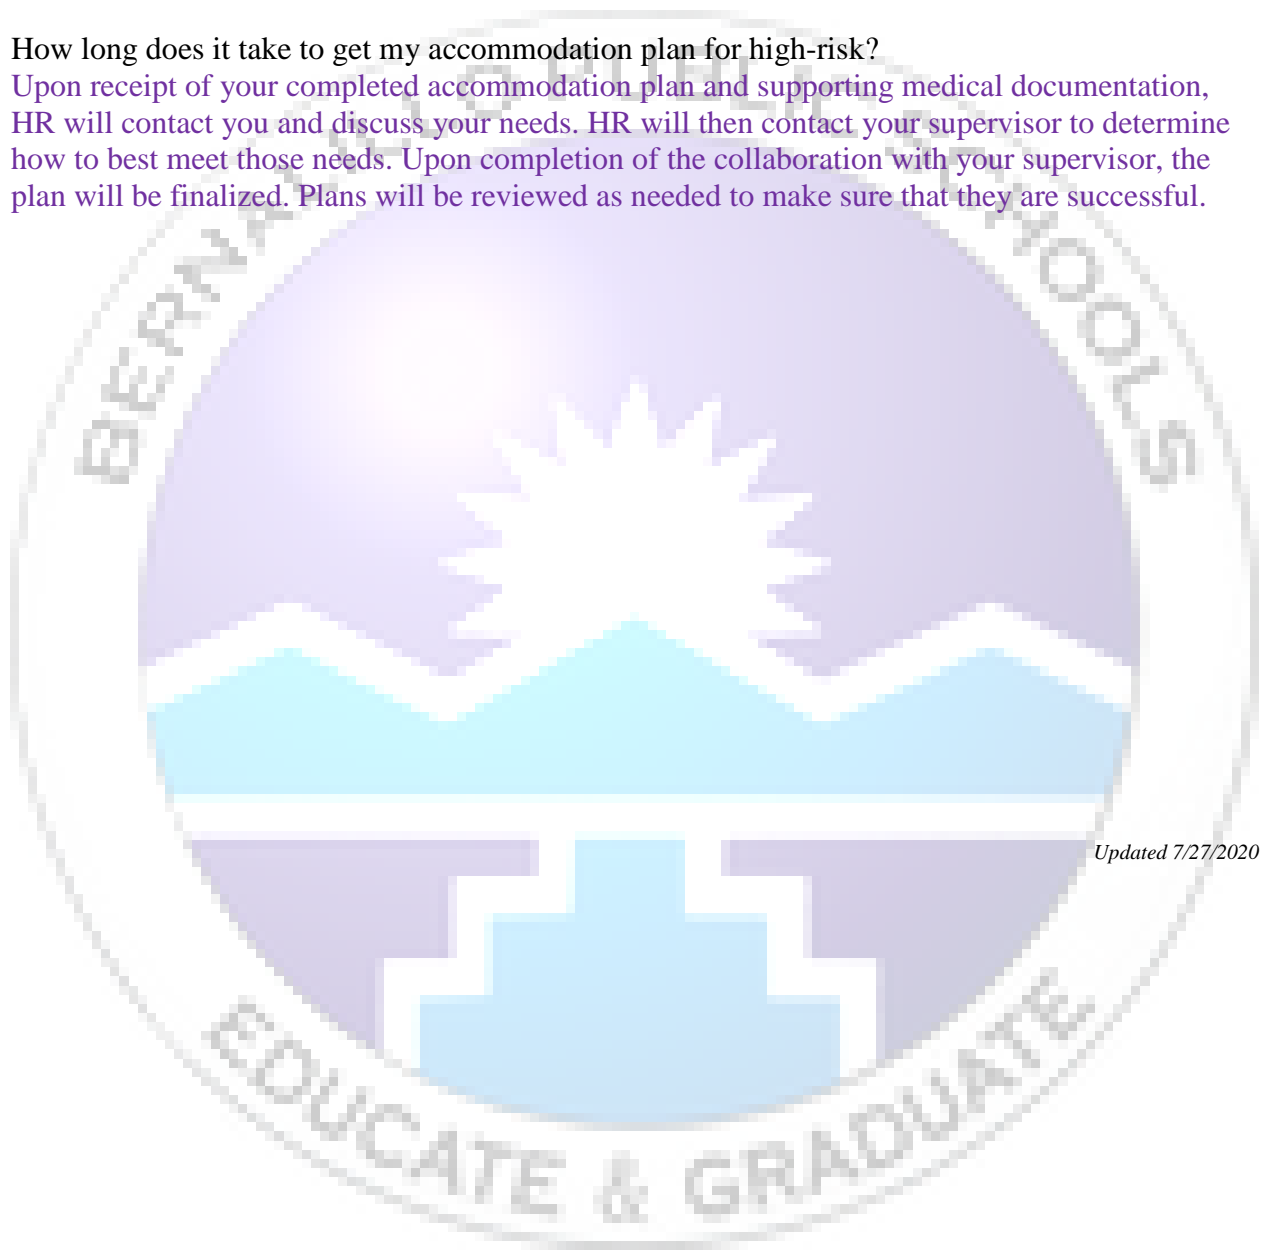 How long does it take to get my accommodation plan for high-risk?
Upon receipt of your completed accommodation plan and supporting medical documentation,
HR will contact you and discuss your needs. HR will then contact your supervisor to determine
how to best meet those needs. Upon completion of the collaboration with your supervisor, the
plan will be finalized. Plans will be reviewed as needed to make sure that they are successful.
BERNALILLO PUBLIC SCHOOLS
Updated 7/27/2020
EDUCATE & GRADUATE